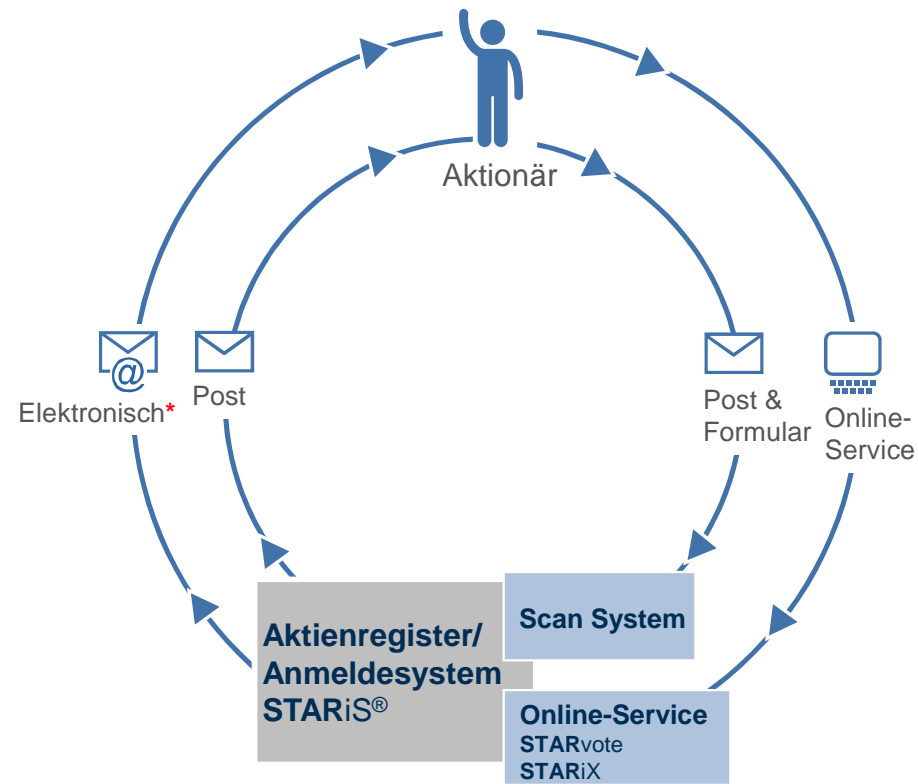 Aktionär
@
Elektronisch*
Post
Post &
Formular
Online-
Service
Aktienregister/
Anmeldesystem
STARiS®
Scan System
Online-Service
STARvote
STARiX